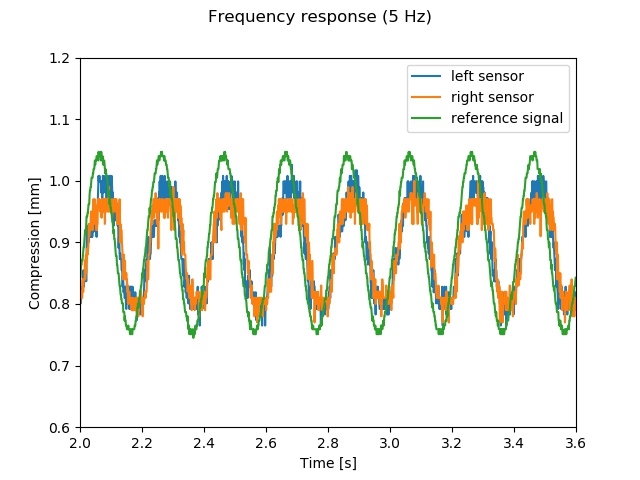 Frequency response (5 Hz)
1.2
1.1
1.0
0.9
0.8
0.7
0.6
Compression [mm]
left sensor
right sensor
reference signal
2.0 2.2 2.4 2.6 2.8 3.0 3.2 3.4 3.6
Time [s]